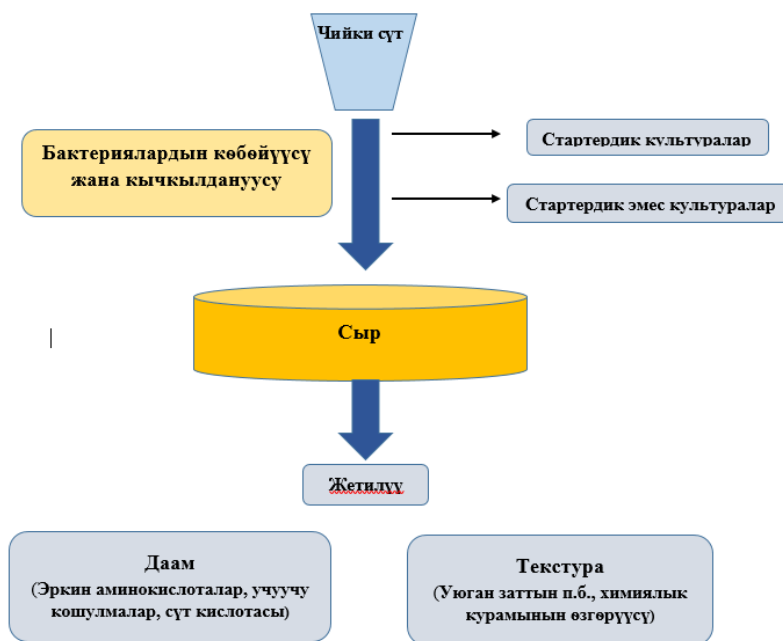 Чийки сүт
Бактериялардын көбөйүүсү
жана кычкылдануусу
Стартердик культуралар
Стартердик эмес культуралар
Сыр
Жетилүү
Даам
(Эркин аминокислоталар, учуучу
кошулмалар, сүт кислотасы)
Текстура
(Уюган заттын п.б., химиялык
курамынын өзгөрүүсү)